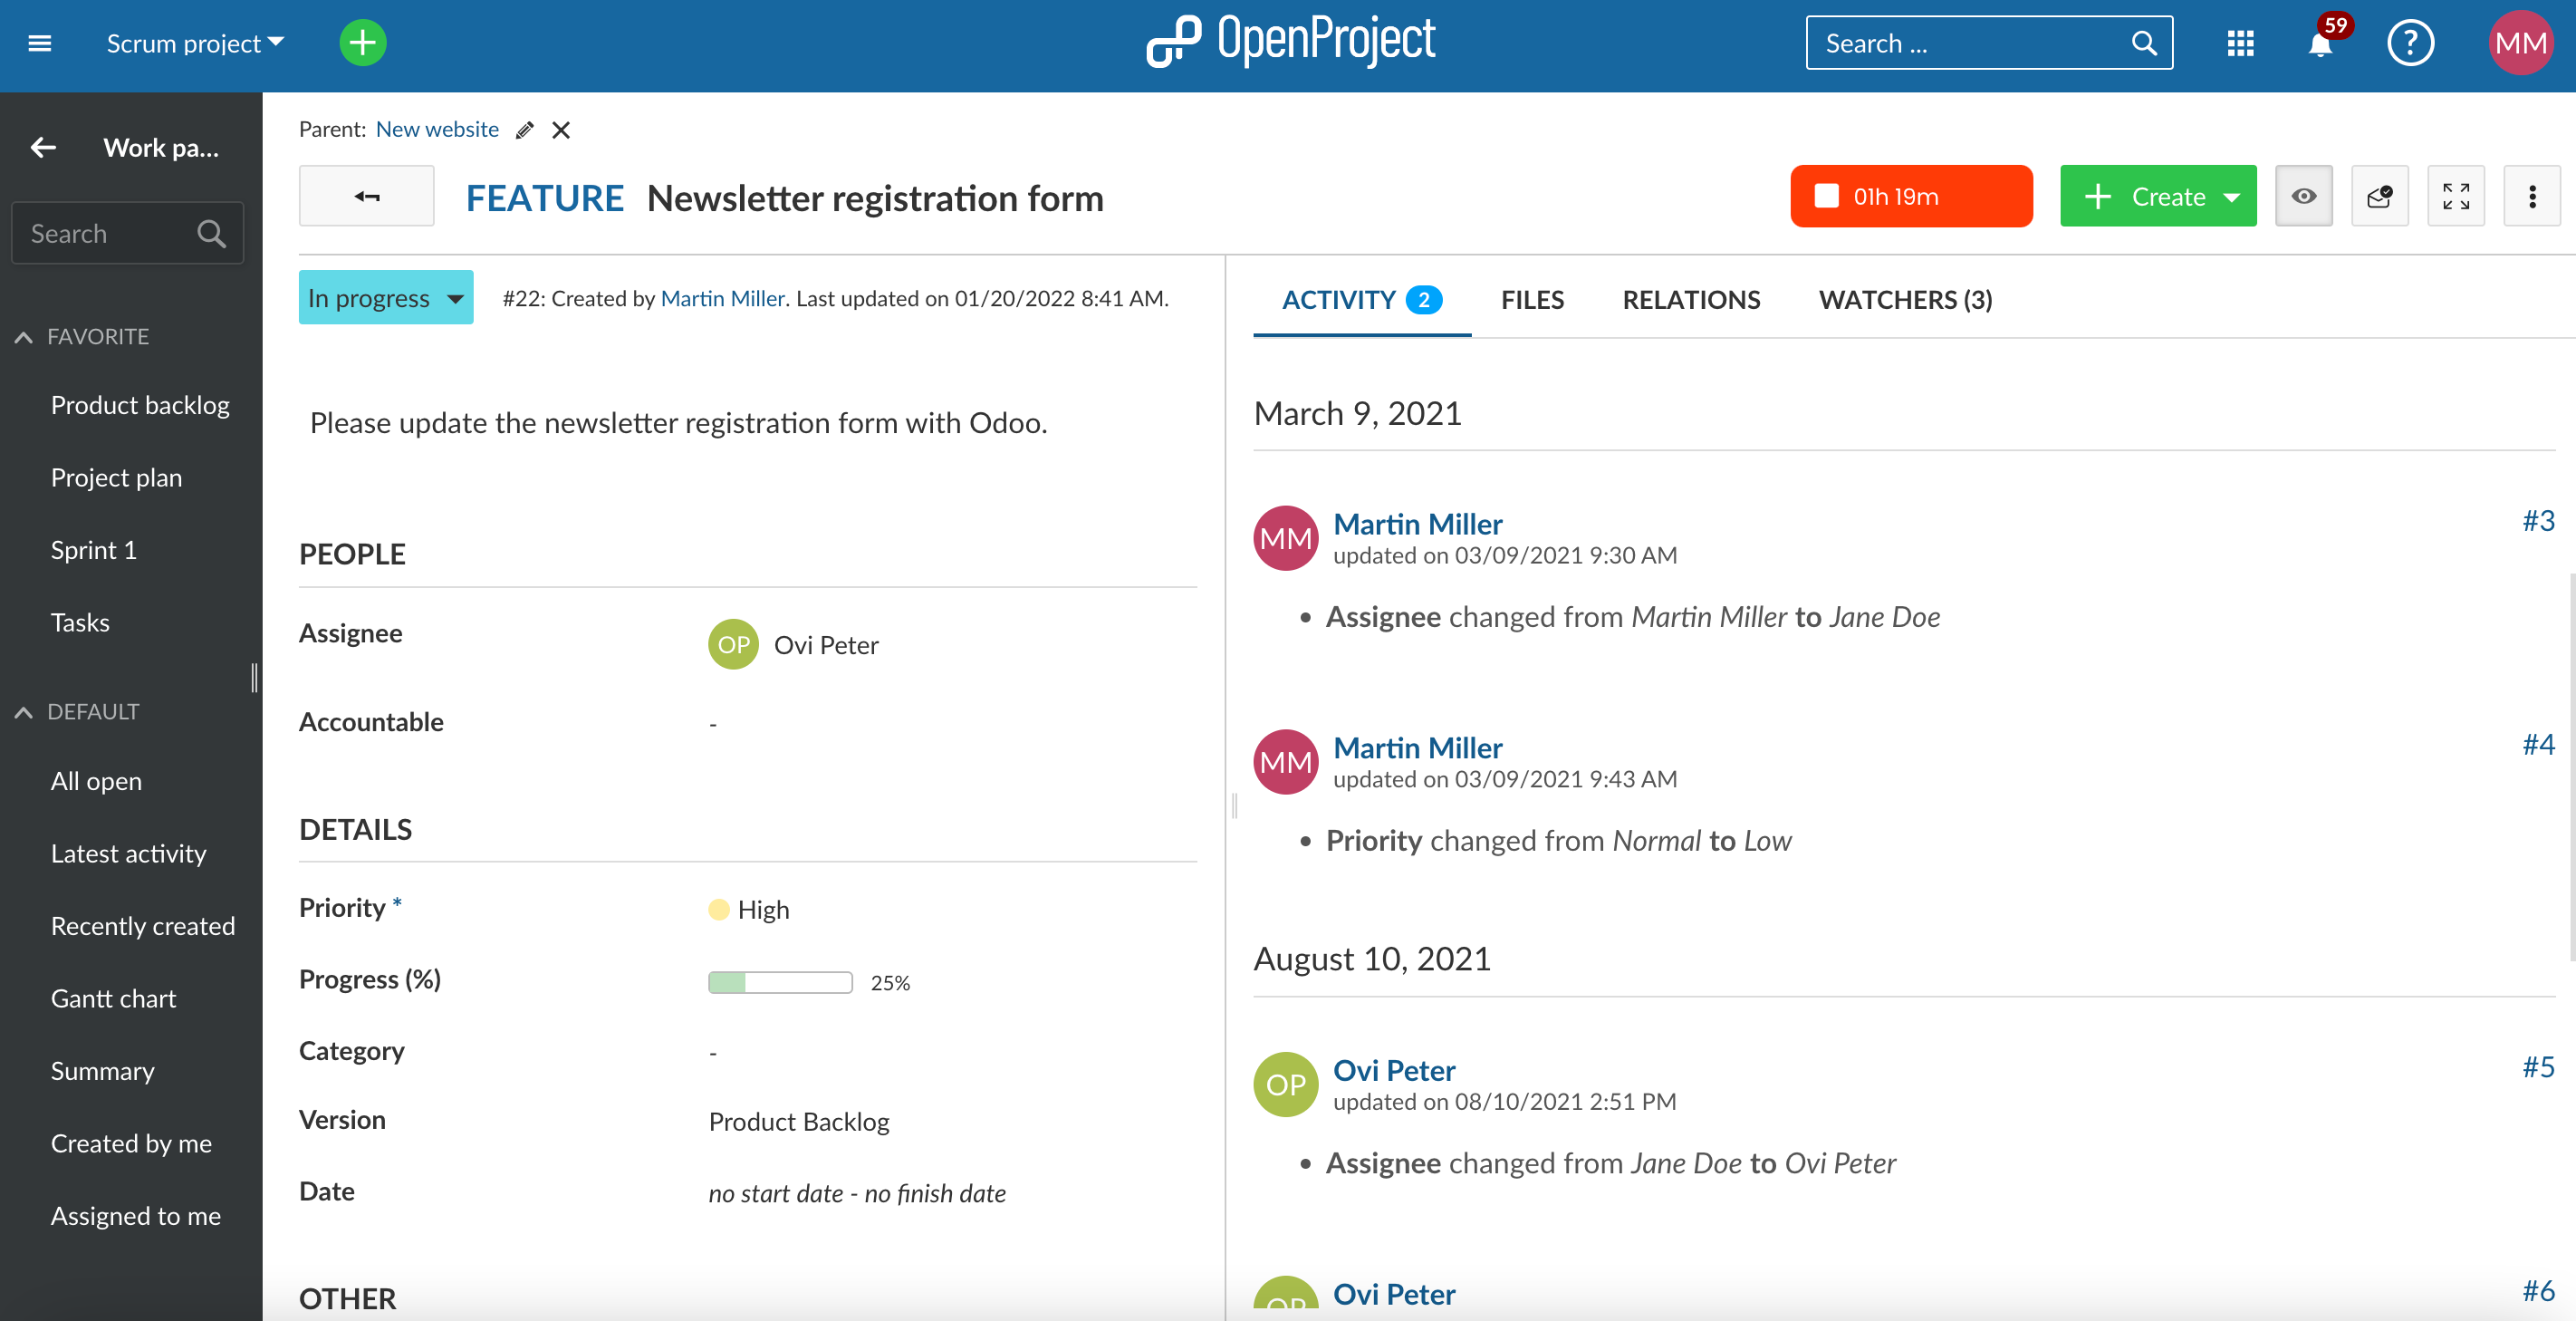 Scrum project
OpenProject
Search ...
59
?
MM
Work pa...
Search
FAVORITE
Product backlog
Project plan
Sprint 1
Tasks
DEFAULT
All open
Latest activity
Recently created
Gantt chart
Summary
Created by me
Assigned to me
Parent: New website
FEATURE Newsletter registration form
01h 19m
Create
In progress
#22: Created by Martin Miller. Last updated on 01/20/2022 8:41 AM.
Please update the newsletter registration form with Odoo.
PEOPLE
Assignee OP Ovi Peter
Accountable -
DETAILS
Priority * High
Progress (%) 25%
Category -
Version Product Backlog
Date no start date - no finish date
OTHER
ACTIVITY 2 FILES RELATIONS WATCHERS (3)
March 9, 2021
MM Martin Miller #3
updated on 03/09/2021 9:30 AM
• Assignee changed from Martin Miller to Jane Doe
MM Martin Miller #4
updated on 03/09/2021 9:43 AM
• Priority changed from Normal to Low
August 10, 2021
OP Ovi Peter #5
updated on 08/10/2021 2:51 PM
• Assignee changed from Jane Doe to Ovi Peter
OP Ovi Peter #6